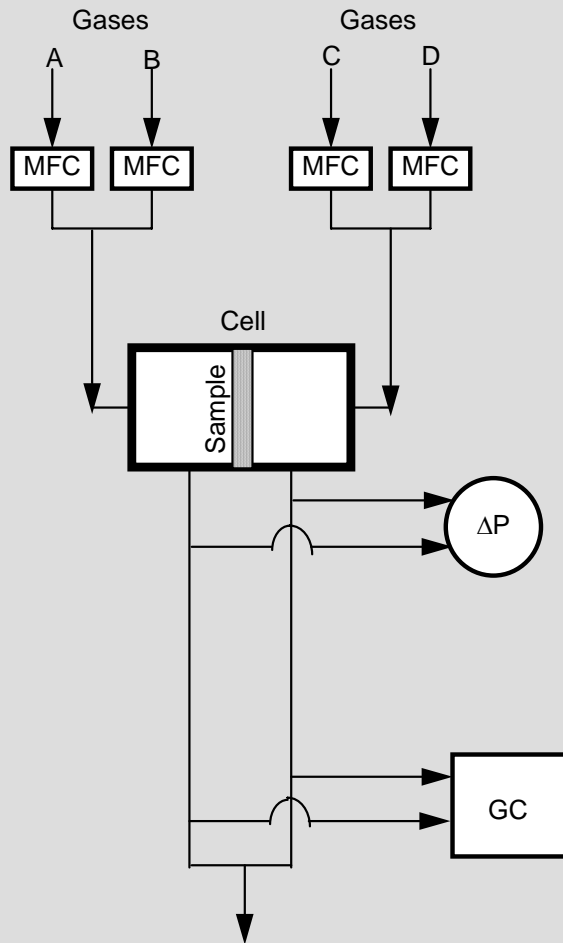 Gases Gases
A B C D
MFC MFC MFC MFC
Cell
Sample
ΔP
GC